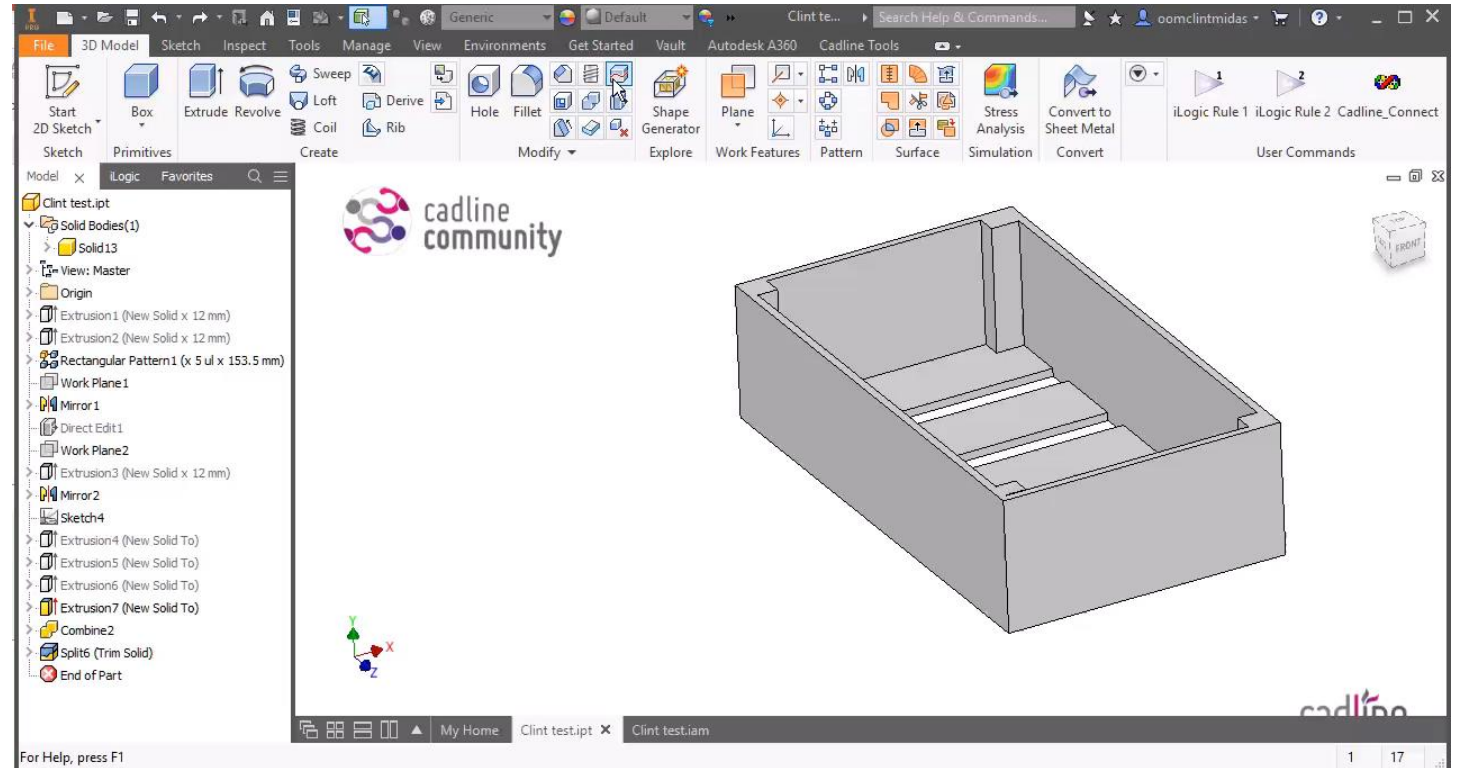 PRO
Generic
Default
Clint te...
Search Help & Commands...
oomclintmidas
File 3D Model Sketch Inspect Tools Manage View Environments Get Started Vault Autodesk A360 Cadline Tools
Start 2D Sketch
Box
Extrude Revolve
Sweep
Loft
Coil
Derive
Rib
Hole Fillet
Shape Generator
Plane
Stress Analysis
Convert to Sheet Metal
1
2
iLogic Rule 1 iLogic Rule 2 Cadline_Connect
Sketch Primitives Create Modify Explore Work Features Pattern Surface Simulation Convert User Commands
Model iLogic Favorites
Clint test.ipt
Solid Bodies(1)
Solid13
View: Master
Origin
Extrusion1 (New Solid x 12 mm)
Extrusion2 (New Solid x 12 mm)
Rectangular Pattern1 (x 5 ul x 153.5 mm)
Work Plane1
Mirror1
Direct Edit1
Work Plane2
Extrusion3 (New Solid x 12 mm)
Mirror2
Sketch4
Extrusion4 (New Solid To)
Extrusion5 (New Solid To)
Extrusion6 (New Solid To)
Extrusion7 (New Solid To)
Combine2
Split6 (Trim Solid)
End of Part
cadline
community
FRONT
Y
X
Z
cadline
My Home Clint test.ipt Clint test.iam
For Help, press F1
1 17